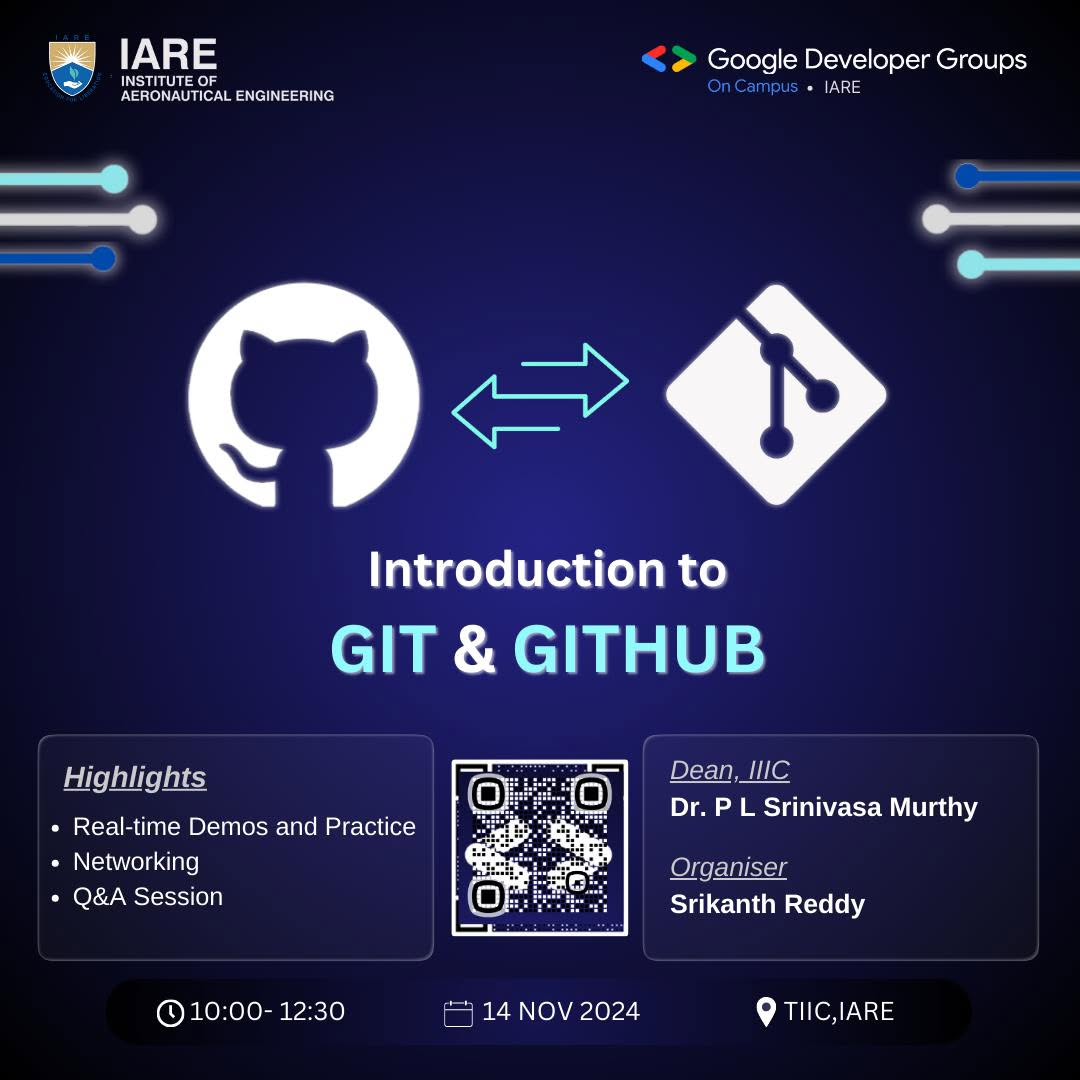 IARE
IARE
INSTITUTE OF
AERONAUTICAL ENGINEERING
Google Developer Groups
On Campus • IARE
Introduction to
GIT & GITHUB
Highlights
• Real-time Demos and Practice
• Networking
• Q&A Session
Dean, IIIC
Dr. P L Srinivasa Murthy
Organiser
Srikanth Reddy
10:00- 12:30
14 NOV 2024
TIIC,IARE